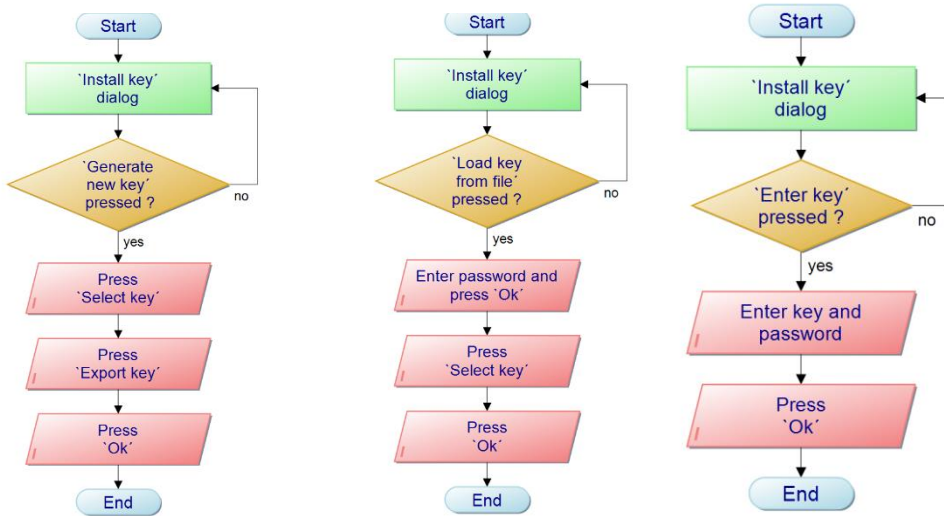 Start
`Install key´
dialog
`Generate
new key´
pressed ?
no
yes
Press
`Select key´
Press
`Export key´
Press
`Ok´
End
Start
`Install key´
dialog
`Load key
from file´
pressed ?
no
yes
Enter password and
press `Ok´
Press
`Select key´
Press
`Ok´
End
Start
`Install key´
dialog
`Enter key´
pressed ?
no
yes
Enter key and
password
Press
`Ok´
End